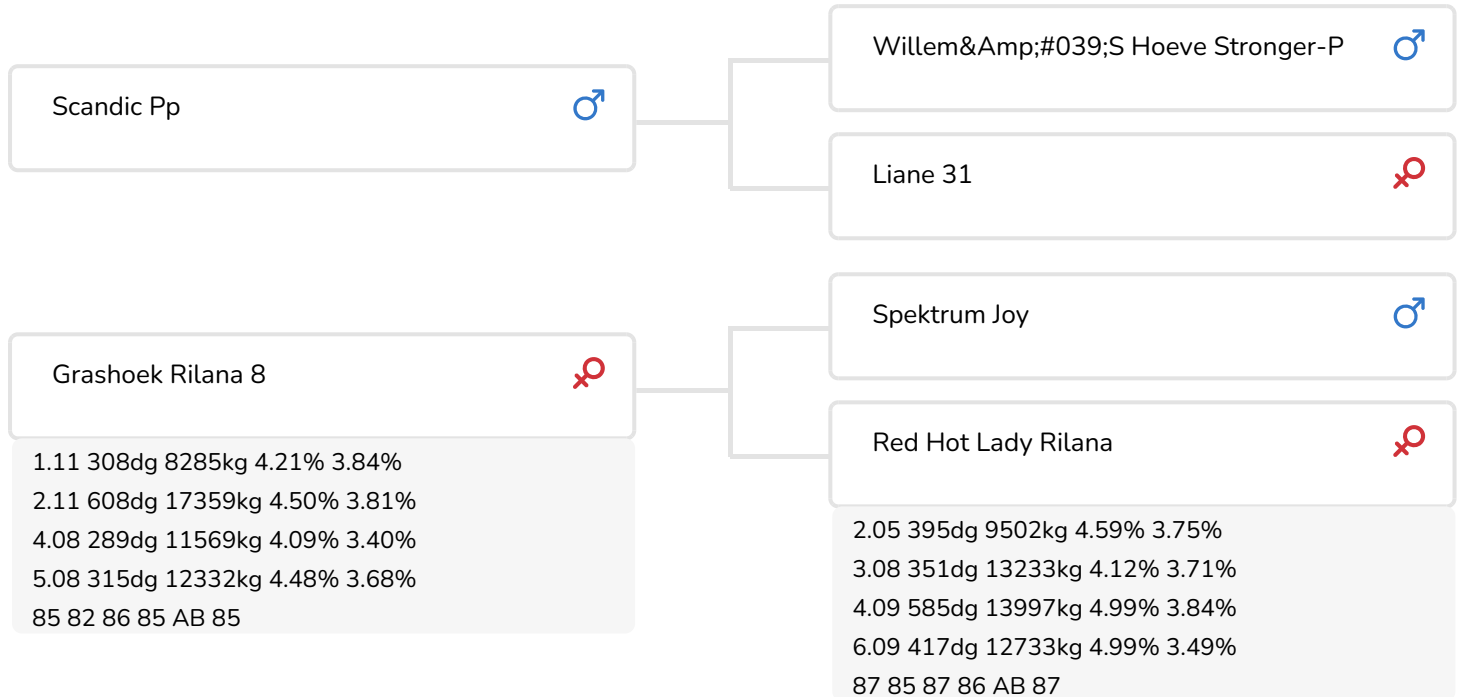 Scandic Pp
Willem&Amp;#039;S Hoeve Stronger-P
Liane 31
Grashoek Rilana 8
1.11 308dg 8285kg 4.21% 3.84%
2.11 608dg 17359kg 4.50% 3.81%
4.08 289dg 11569kg 4.09% 3.40%
5.08 315dg 12332kg 4.48% 3.68%
85 82 86 85 AB 85
Spektrum Joy
Red Hot Lady Rilana
2.05 395dg 9502kg 4.59% 3.75%
3.08 351dg 13233kg 4.12% 3.71%
4.09 585dg 13997kg 4.99% 3.84%
6.09 417dg 12733kg 4.99% 3.49%
87 85 87 86 AB 87